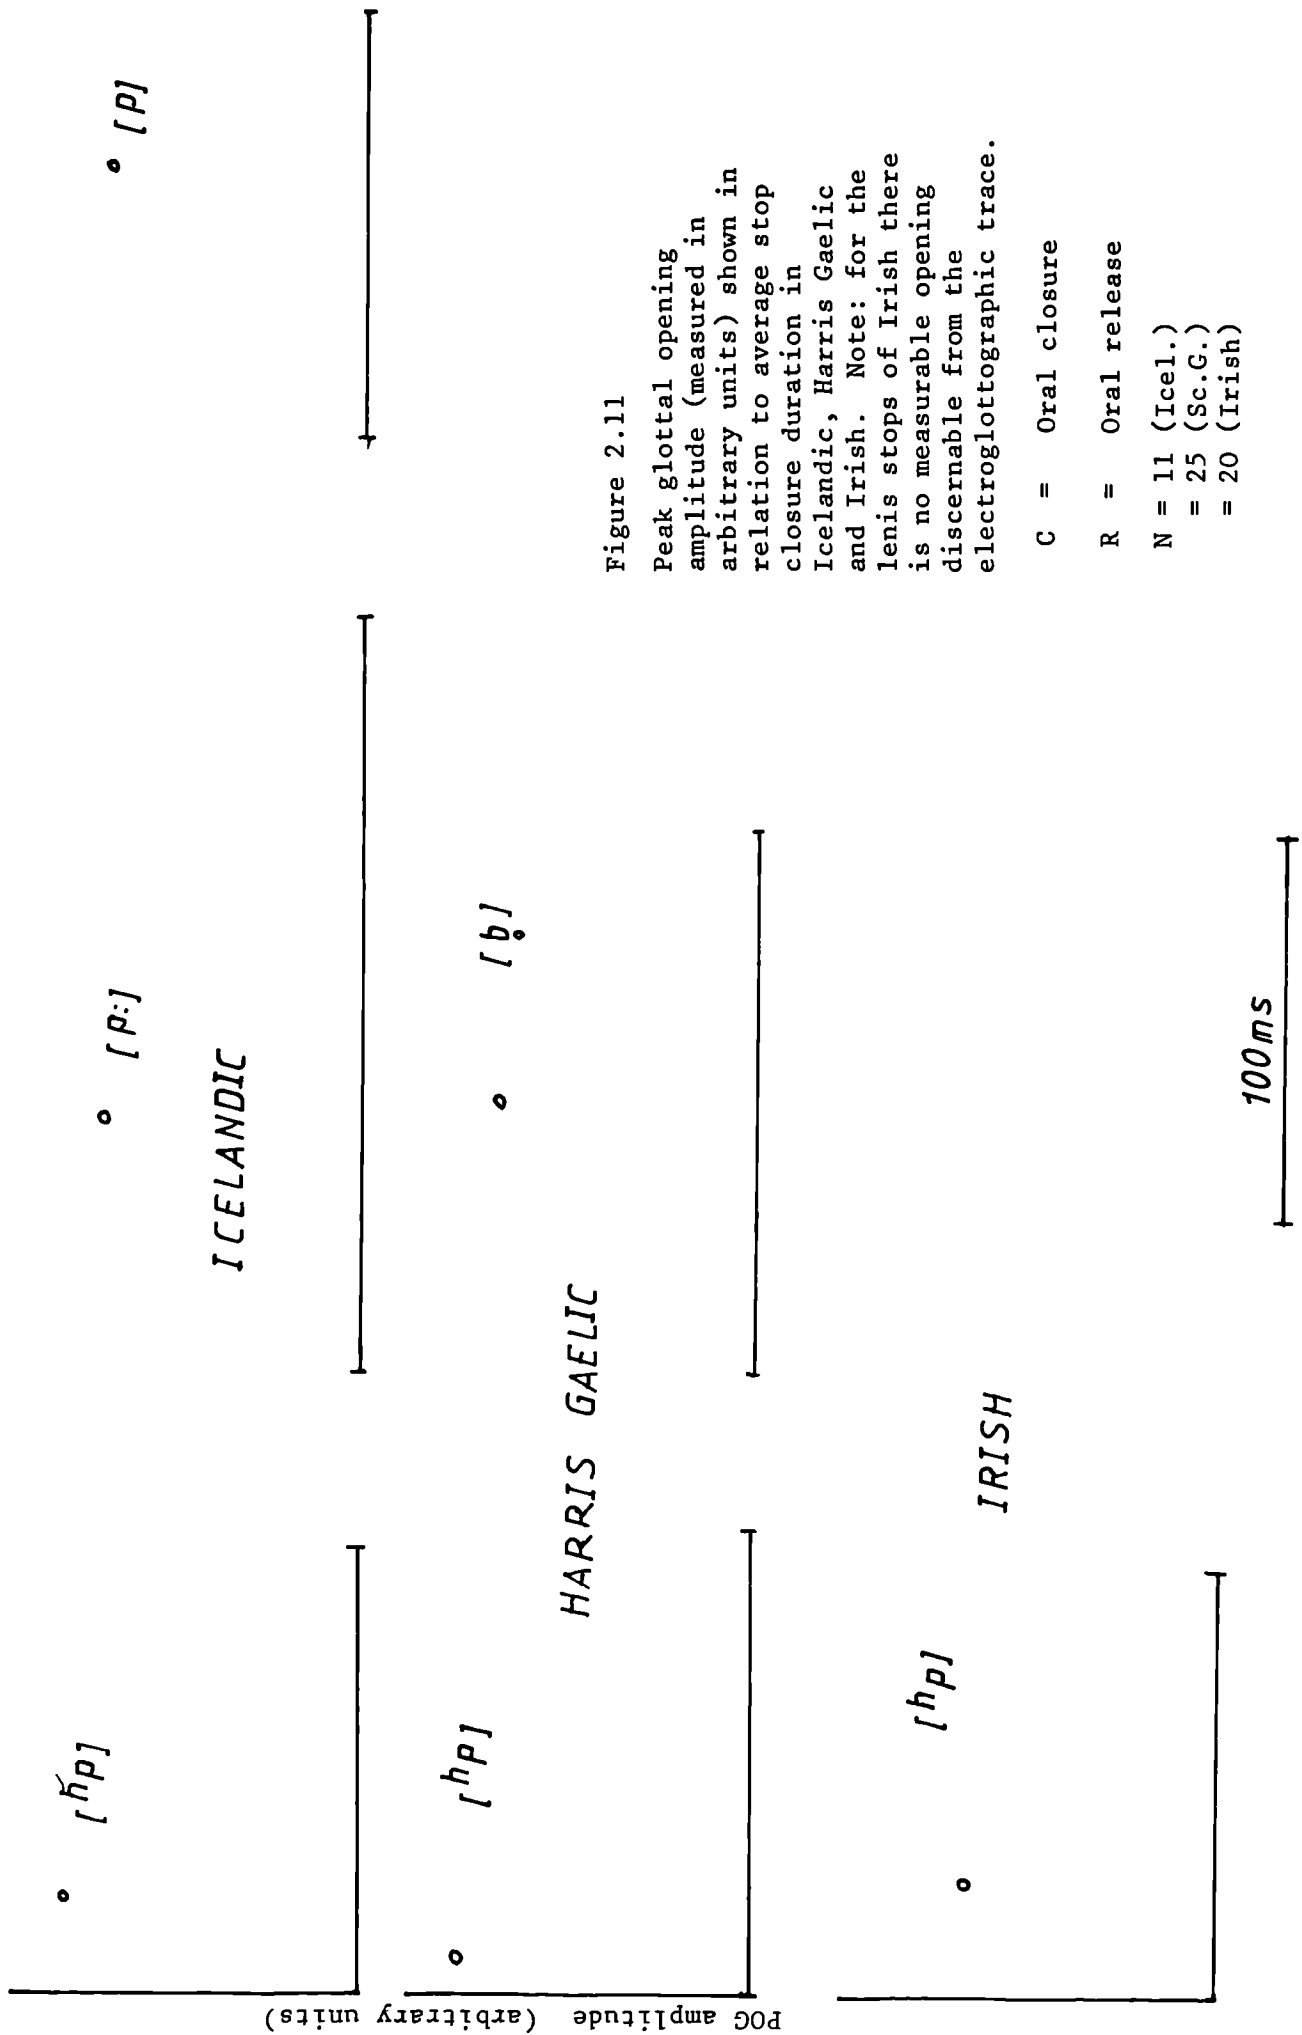 POG amplitude (arbitrary units)
[ʰp]
[p:]
[p]
ICELANDIC
[ʰp]
[b̥]
HARRIS GAELIC
[ʰp]
IRISH
100ms
Figure 2.11
Peak glottal opening
amplitude (measured in
arbitrary units) shown in
relation to average stop
closure duration in
Icelandic, Harris Gaelic
and Irish. Note: for the
lenis stops of Irish there
is no measurable opening
discernable from the
electroglottographic trace.
C = Oral closure
R = Oral release
N = 11 (Icel.)
= 25 (Sc.G.)
= 20 (Irish)